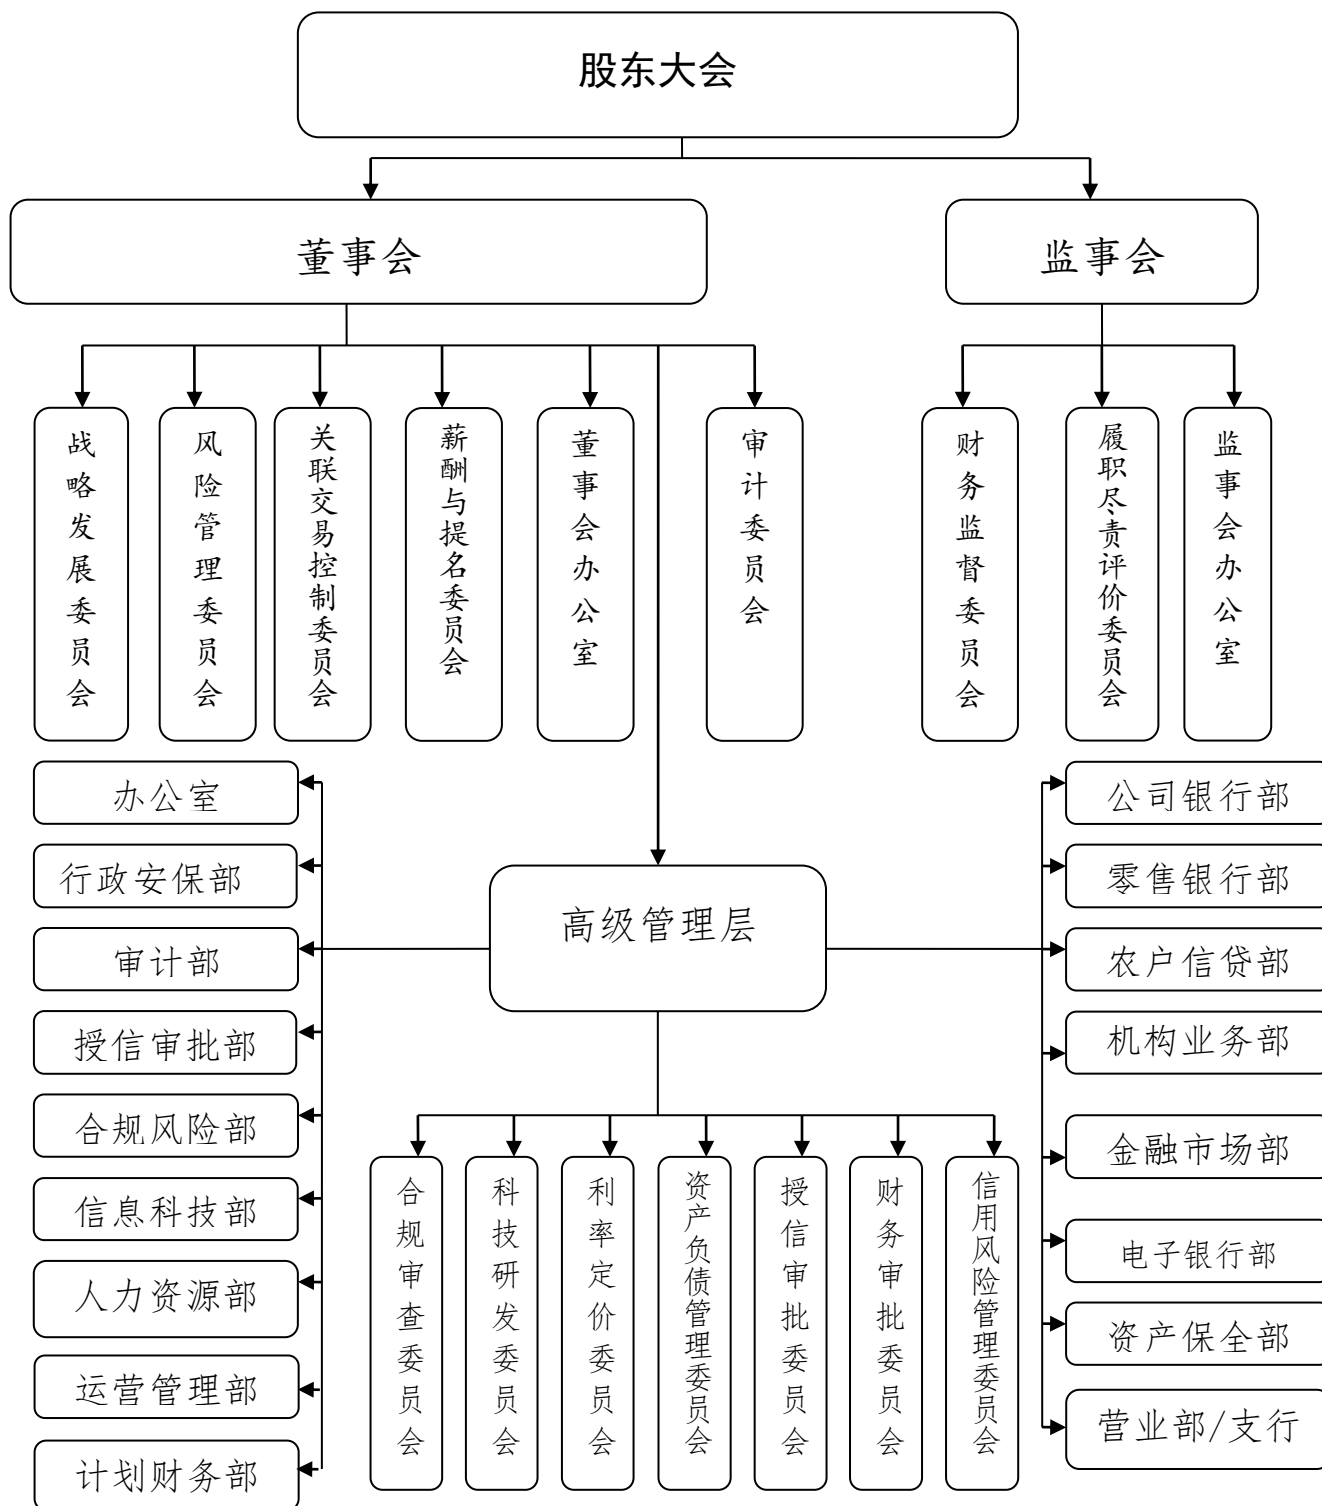 股东大会
董事会
监事会
战略发展委员会
风险管理委员会
关联交易控制委员会
薪酬与提名委员会
董事会办公室
审计委员会
财务监督委员会
履职尽责评价委员会
监事会办公室
办公室
行政安保部
审计部
授信审批部
合规风险部
信息科技部
人力资源部
运营管理部
计划财务部
高级管理层
合规审查委员会
科技研发委员会
利率定价委员会
资产负债管理委员会
授信审批委员会
财务审批委员会
信用风险管理委员会
公司银行部
零售银行部
农户信贷部
机构业务部
金融市场部
电子银行部
资产保全部
营业部/支行